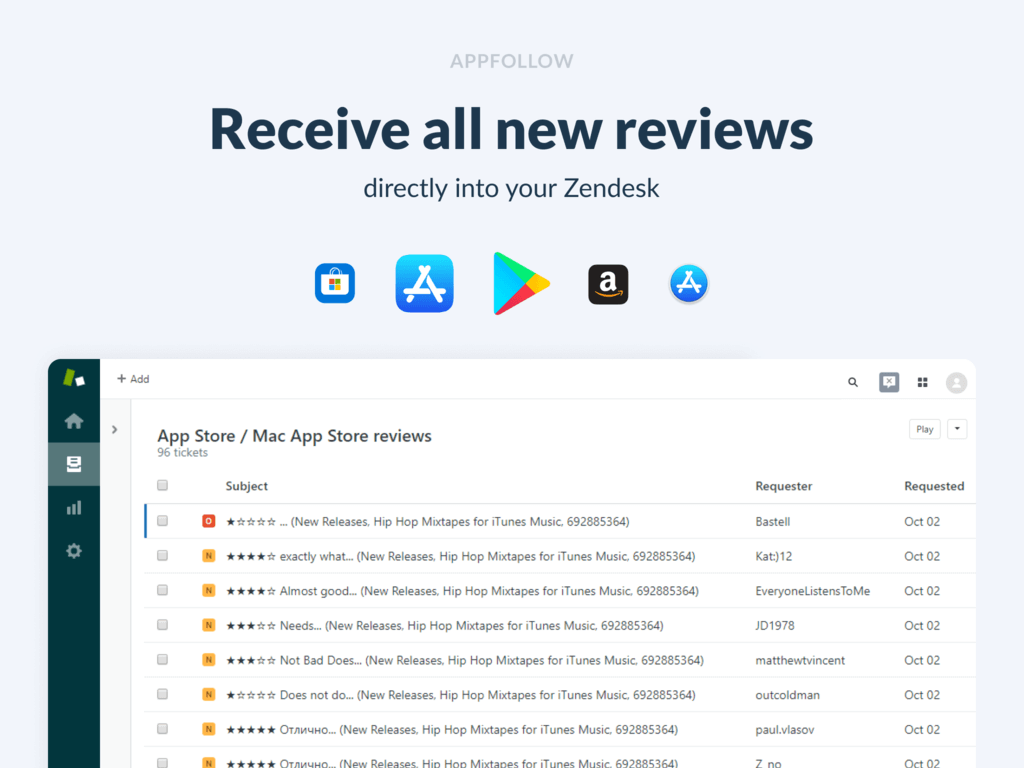 APPFOLLOW
Receive all new reviews
directly into your Zendesk
a
+ Add
App Store / Mac App Store reviews
Play
96 tickets
Subject Requester Requested
O ★☆☆☆☆ ... (New Releases, Hip Hop Mixtapes for iTunes Music, 692885364) Bastell Oct 02
N ★★★★☆ exactly what... (New Releases, Hip Hop Mixtapes for iTunes Music, 692885364) Kat:)12 Oct 02
N ★★★★☆ Almost good... (New Releases, Hip Hop Mixtapes for iTunes Music, 692885364) EveryoneListensToMe Oct 02
N ★★★☆☆ Needs... (New Releases, Hip Hop Mixtapes for iTunes Music, 692885364) JD1978 Oct 02
N ★★★☆☆ Not Bad Does... (New Releases, Hip Hop Mixtapes for iTunes Music, 692885364) matthewtvincent Oct 02
N ★☆☆☆☆ Does not do... (New Releases, Hip Hop Mixtapes for iTunes Music, 692885364) outcoldman Oct 02
N ★★★★★ Отлично... (New Releases, Hip Hop Mixtapes for iTunes Music, 692885364) paul.vlasov Oct 02
N ★★★★★ Отлично... (New Releases, Hip Hop Mixtapes for iTunes Music, 692885364) Z_no Oct 02